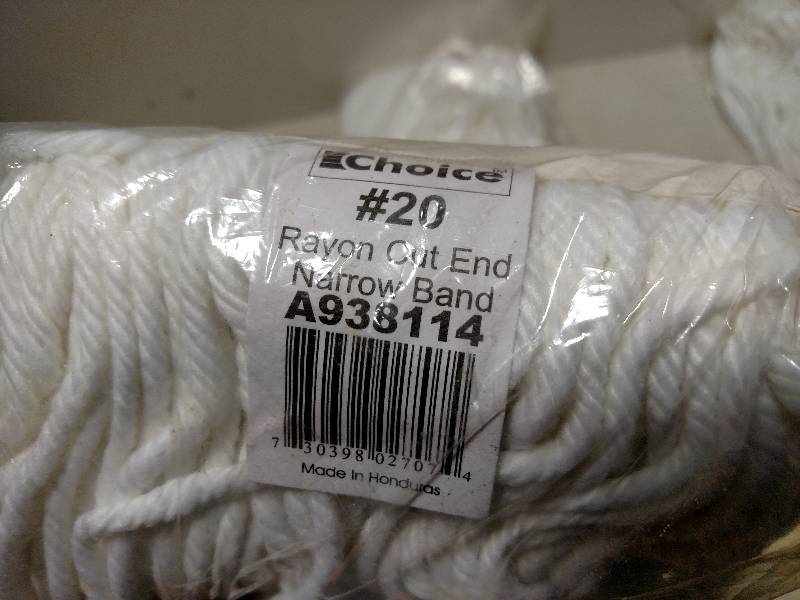 Choice
#20
Rayon Cut End
Narrow Band
A938114
7 30398 02707 4
Made In Honduras